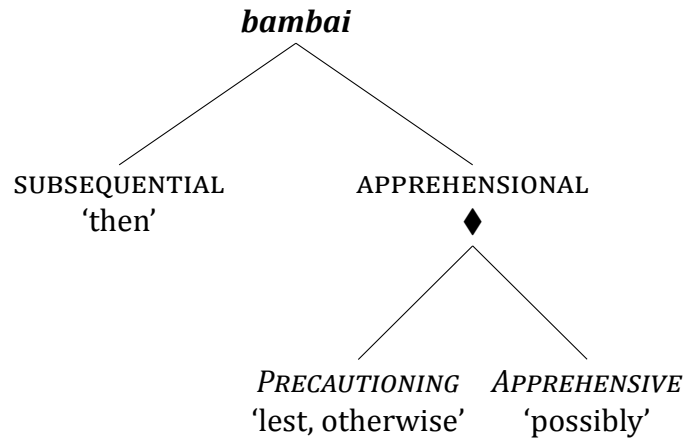 bambai
SUBSEQUENTIAL APPREHENSIONAL
‘then’ ♦
PRECAUTIONING APPREHENSIVE
‘lest, otherwise’ ‘possibly’